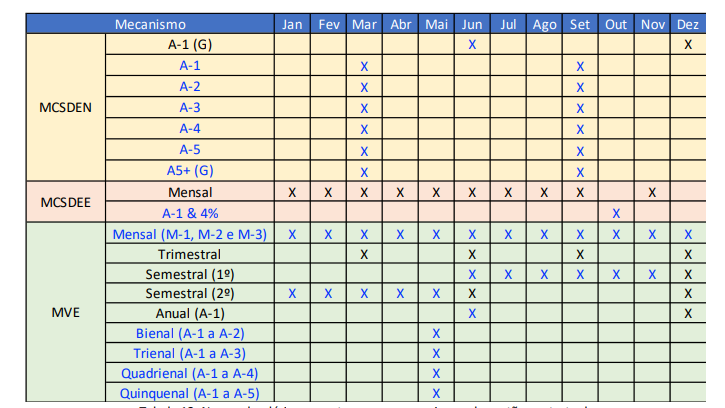 Mecanismo Jan Fev Mar Abr Mai Jun Jul Ago Set Out Nov Dez
MCSDEN
A-1 (G) X X
A-1 X X
A-2 X X
A-3 X X
A-4 X X
A-5 X X
A5+ (G) X X
MCSDEE
Mensal X X X X X X X X X X
A-1 & 4% X
MVE
Mensal (M-1, M-2 e M-3) X X X X X X X X X X X X
Trimestral X X X X
Semestral (1º) X X X X X X X
Semestral (2º) X X X X X X X
Anual (A-1) X X
Bienal (A-1 a A-2) X
Trienal (A-1 a A-3) X
Quadrienal (A-1 a A-4) X
Quinquenal (A-1 a A-5) X